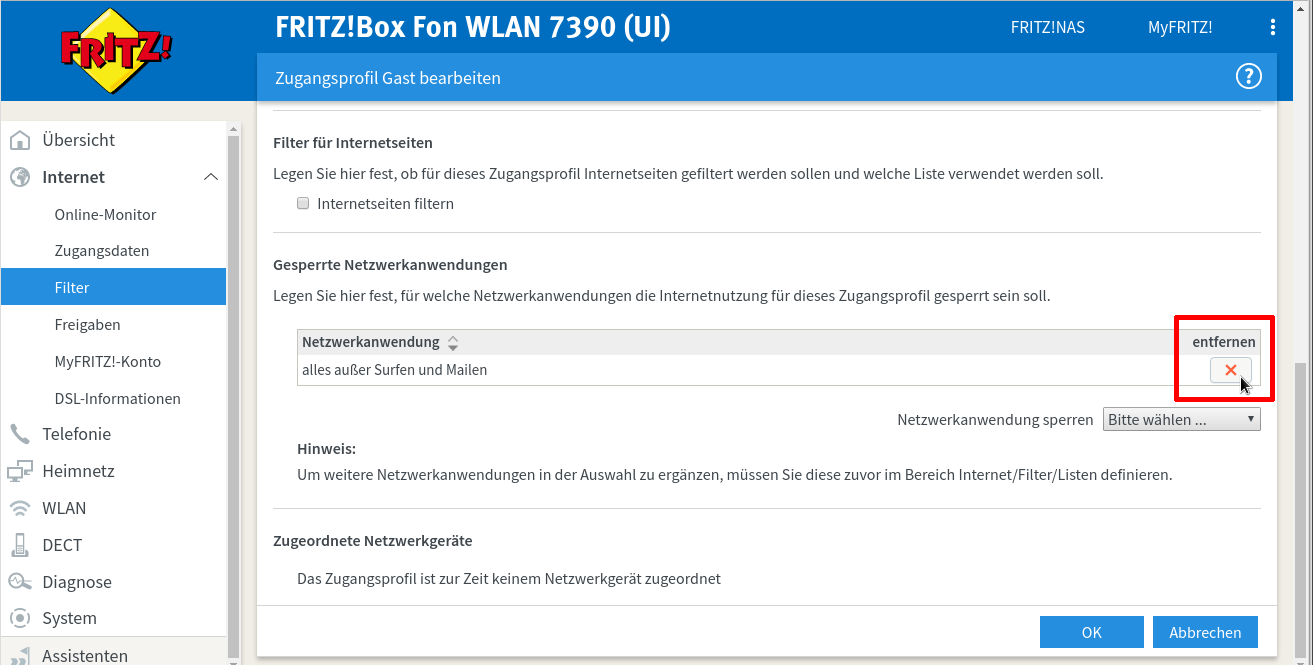 FRITZ!
FRITZ!Box Fon WLAN 7390 (UI)
FRITZ!NAS
MyFRITZ!
Zugangsprofil Gast bearbeiten
?
Übersicht
Internet
Online-Monitor
Zugangsdaten
Filter
Freigaben
MyFRITZ!-Konto
DSL-Informationen
Telefonie
Heimnetz
WLAN
DECT
Diagnose
System
Assistenten
Filter für Internetseiten
Legen Sie hier fest, ob für dieses Zugangsprofil Internetseiten gefiltert werden sollen und welche Liste verwendet werden soll.
Internetseiten filtern
Gesperrte Netzwerkanwendungen
Legen Sie hier fest, für welche Netzwerkanwendungen die Internetnutzung für dieses Zugangsprofil gesperrt sein soll.
Netzwerkanwendung entfernen
alles außer Surfen und Mailen
Netzwerkanwendung sperren Bitte wählen ...
Hinweis:
Um weitere Netzwerkanwendungen in der Auswahl zu ergänzen, müssen Sie diese zuvor im Bereich Internet/Filter/Listen definieren.
Zugeordnete Netzwerkgeräte
Das Zugangsprofil ist zur Zeit keinem Netzwerkgerät zugeordnet
OK
Abbrechen